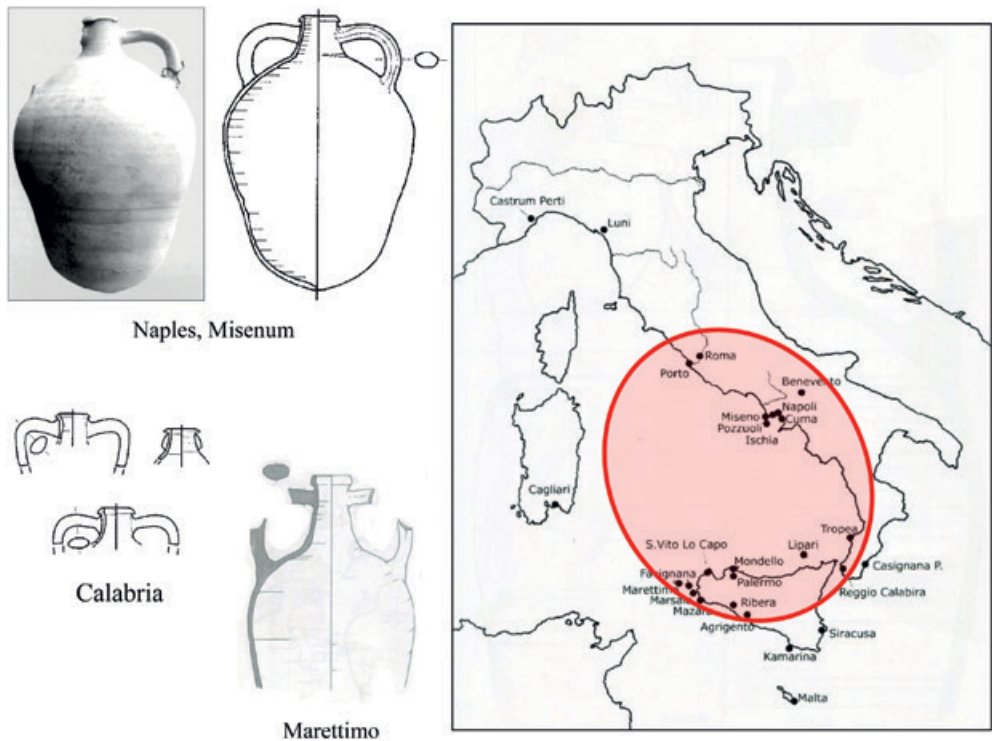 Naples, Misenum
Calabria
Marettimo
Castrum Perti
Luni
Roma
Porto
Benevento
Napoli
Miseno
Cuma
Pozzuoli
Ischia
Cagliari
Tropea
S.Vito Lo Capo
Mondello
Lipari
Casignana P.
Favignana
Palermo
Marettimo
Reggio Calabira
Marsala
Ribera
Mazara
Agrigento
Siracusa
Kamarina
Malta